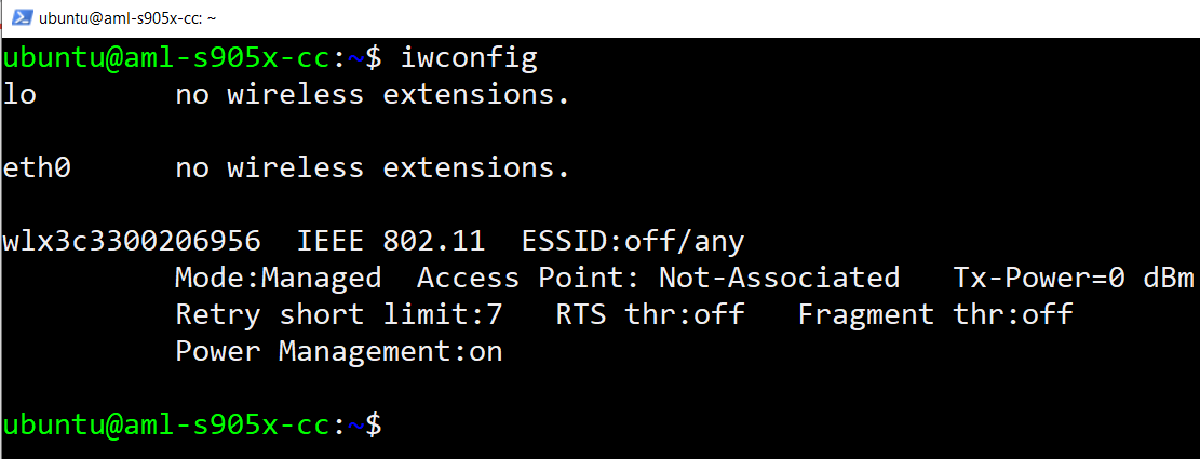 ubuntu@aml-s905x-cc: ~
ubuntu@aml-s905x-cc:~$ iwconfig
lo        no wireless extensions.
eth0      no wireless extensions.
wlx3c3300206956  IEEE 802.11  ESSID:off/any
          Mode:Managed  Access Point: Not-Associated   Tx-Power=0 dBm
          Retry short limit:7   RTS thr:off   Fragment thr:off
          Power Management:on
ubuntu@aml-s905x-cc:~$